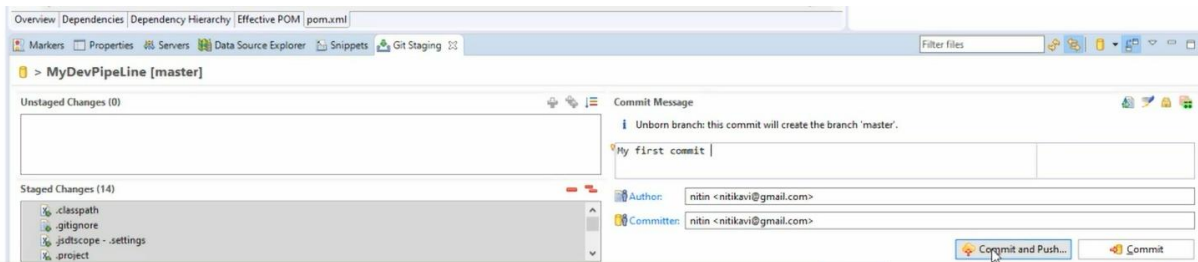 Overview Dependencies Dependency Hierarchy Effective POM pom.xml
Markers Properties Servers Data Source Explorer Snippets Git Staging
Filter files
> MyDevPipeLine [master]
Unstaged Changes (0)
Commit Message
Unborn branch: this commit will create the branch 'master'.
My first commit
Staged Changes (14)
.classpath
.gitignore
.jsdtscope - .settings
.project
Author: nitin <nitikavi@gmail.com>
Committer: nitin <nitikavi@gmail.com>
Commit and Push... Commit